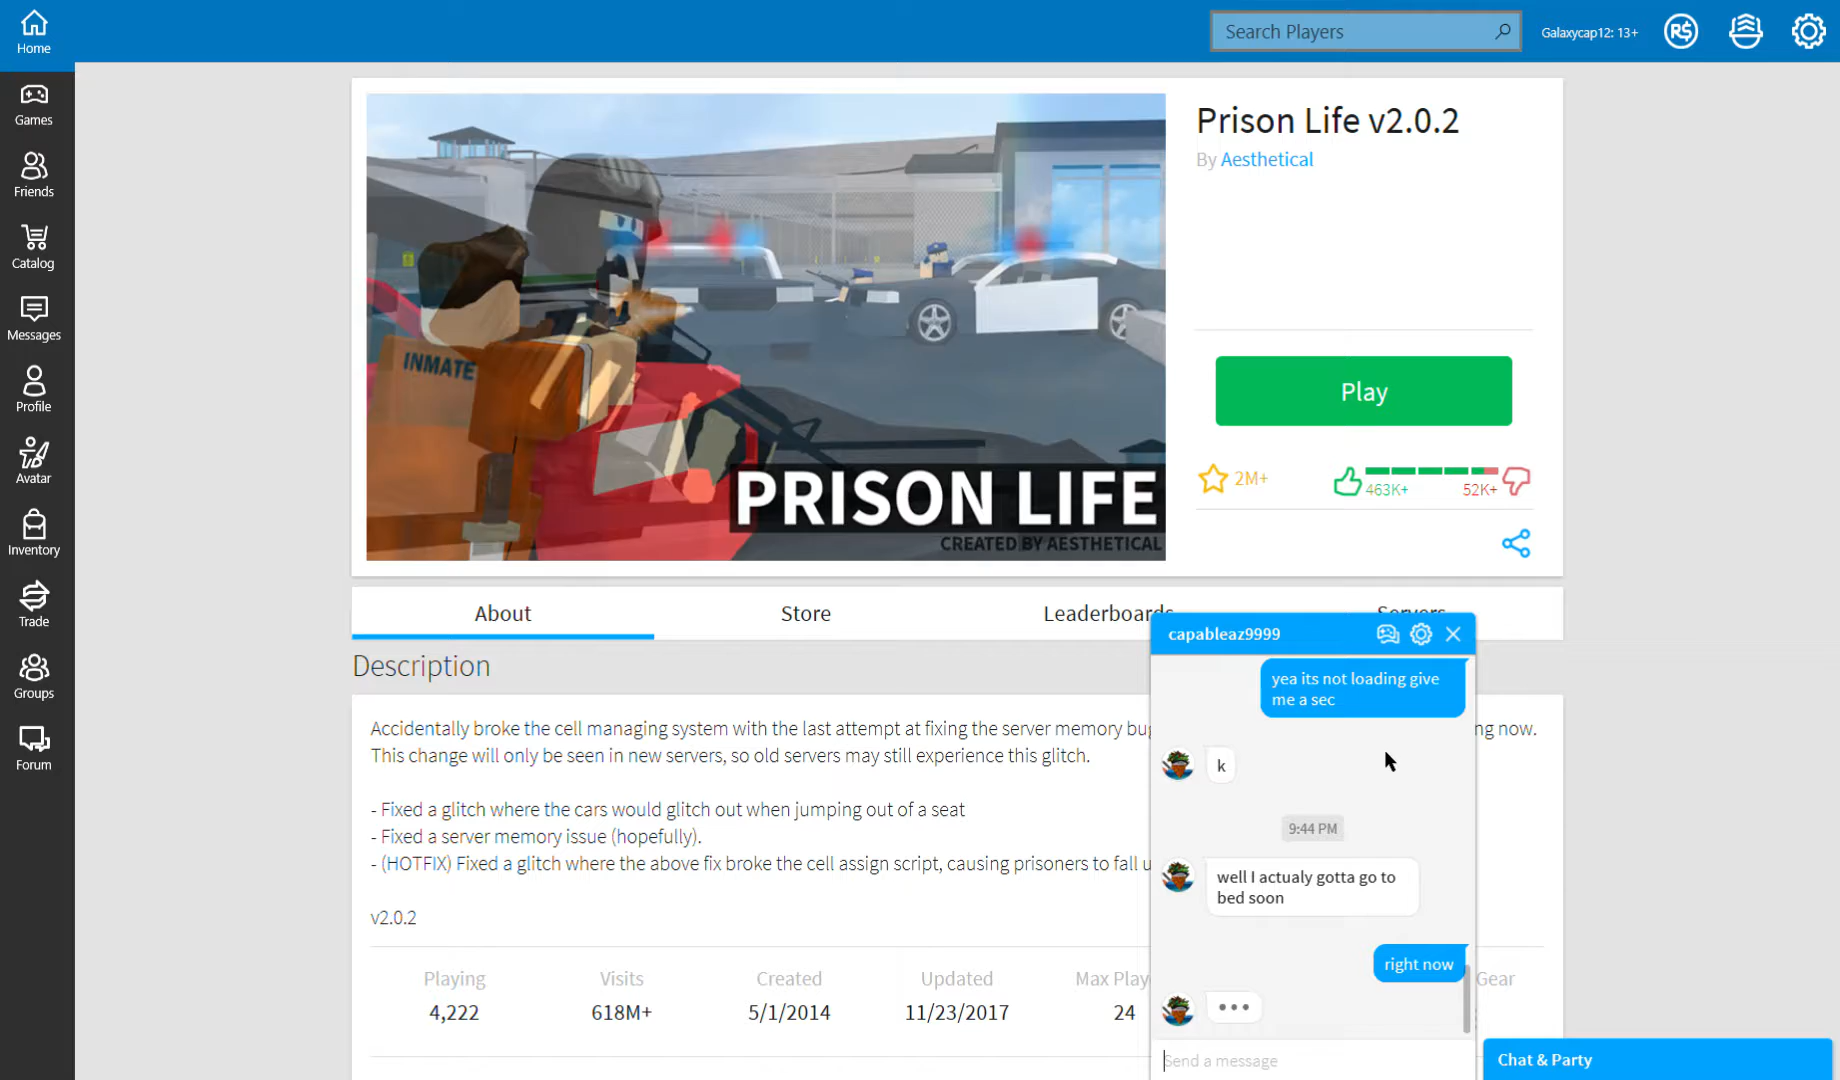 Home
Search Players
Galaxycap12: 13+
R$
Games
Friends
Catalog
Messages
Profile
Avatar
Inventory
Trade
Groups
Forum
INMATE
PRISON LIFE
CREATED BY AESTHETICAL
Prison Life v2.0.2
By Aesthetical
Play
2M+
463K+
52K+
About
Store
Leaderboards
Servers
Description
Accidentally broke the cell managing system with the last attempt at fixing the server memory bu
ng now.
This change will only be seen in new servers, so old servers may still experience this glitch.
- Fixed a glitch where the cars would glitch out when jumping out of a seat
- Fixed a server memory issue (hopefully).
- (HOTFIX) Fixed a glitch where the above fix broke the cell assign script, causing prisoners to fall
v2.0.2
Playing
Visits
Created
Updated
Max Play
Gear
4,222
618M+
5/1/2014
11/23/2017
24
capableaz9999
yea its not loading give
me a sec
k
9:44 PM
well I actualy gotta go to
bed soon
right now
Send a message
Chat & Party